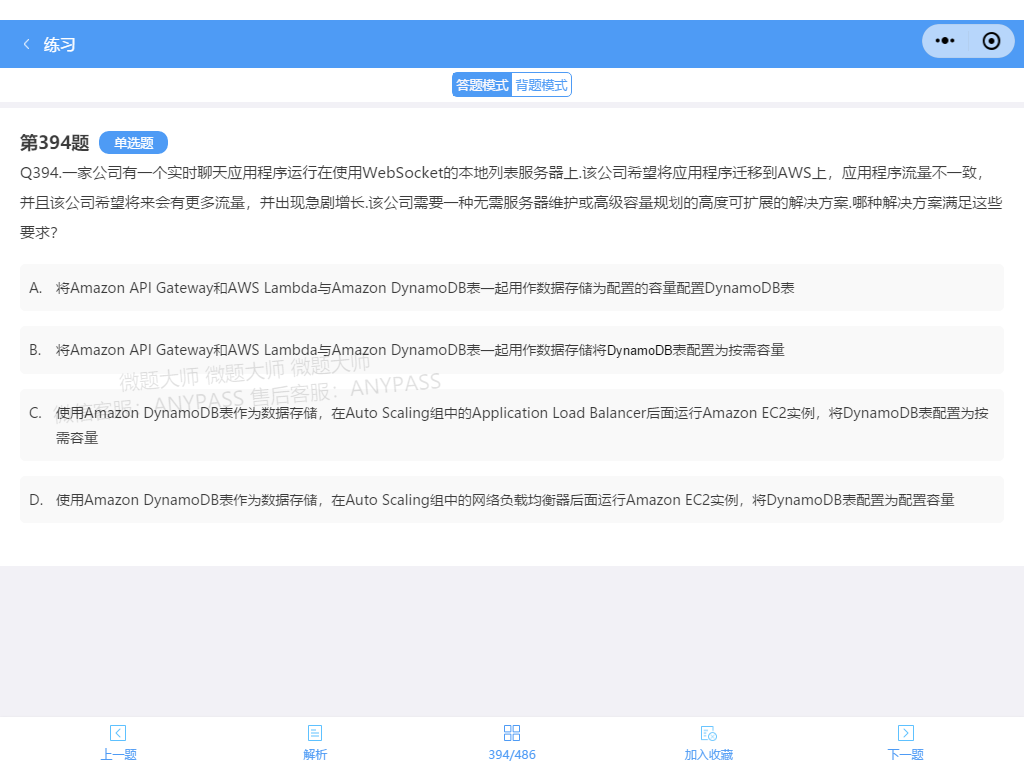 练习
答题模式 背题模式
第394题 单选题
Q394.一家公司有一个实时聊天应用程序运行在使用WebSocket的本地列表服务器上.该公司希望将应用程序迁移到AWS上，应用程序流量不一致，
并且该公司希望将来会有更多流量，并出现急剧增长.该公司需要一种无需服务器维护或高级容量规划的高度可扩展的解决方案.哪种解决方案满足这些
要求?
A. 将Amazon API Gateway和AWS Lambda与Amazon DynamoDB表一起用作数据存储为配置的容量配置DynamoDB表
B. 将Amazon API Gateway和AWS Lambda与Amazon DynamoDB表一起用作数据存储将DynamoDB表配置为按需容量
微题大师 微题大师 微题大师
微信客服：ANYPASS 售后客服：ANYPASS
C. 使用Amazon DynamoDB表作为数据存储，在Auto Scaling组中的Application Load Balancer后面运行Amazon EC2实例，将DynamoDB表配置为按
需容量
D. 使用Amazon DynamoDB表作为数据存储，在Auto Scaling组中的网络负载均衡器后面运行Amazon EC2实例，将DynamoDB表配置为配置容量
上一题 解析 394/486 加入收藏 下一题